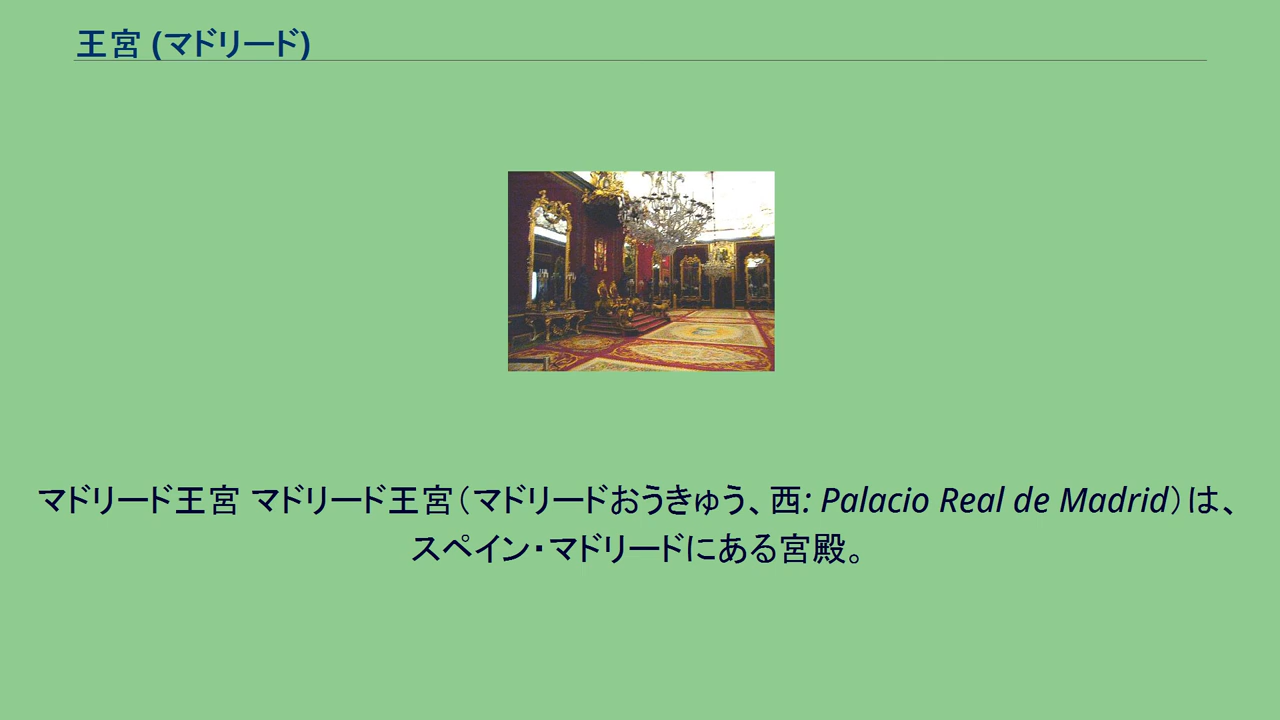 王宮 (マドリード)
マドリード王宮 マドリード王宮（マドリードおうきゅう、西: Palacio Real de Madrid）は、
スペイン・マドリードにある宮殿。